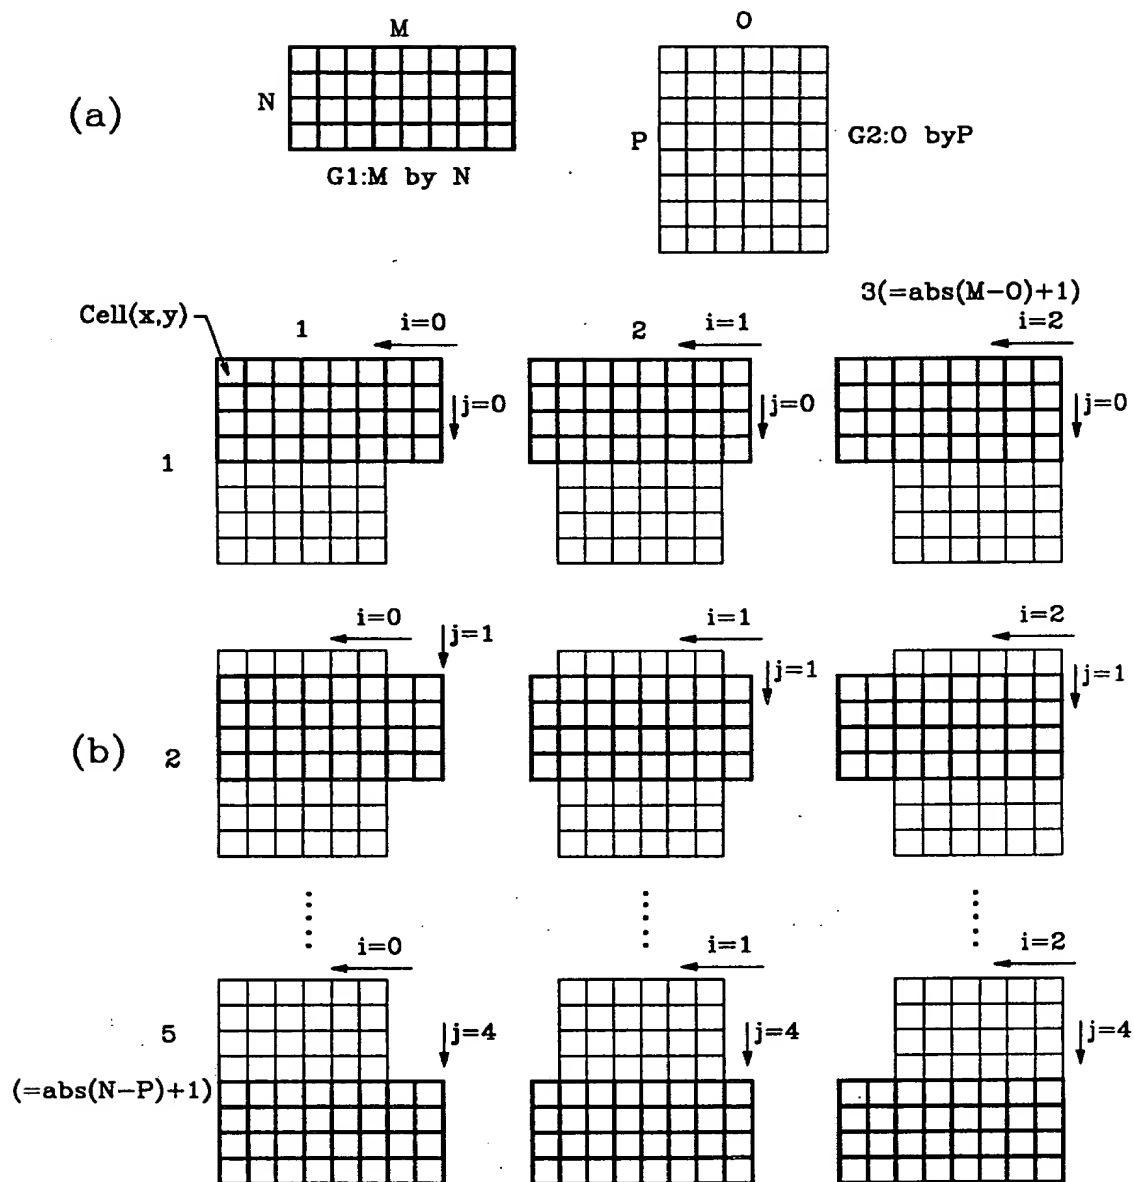 M
O
(a)
N
P
G2:O byP
G1:M by N
3(=abs(M-O)+1)
Cell(x,y)
1
i=0
2
i=1
i=2
j=0
j=0
j=0
1
i=0
j=1
i=1
j=1
i=2
j=1
(b)
2
i=0
i=1
i=2
5
j=4
j=4
j=4
(=abs(N-P)+1)